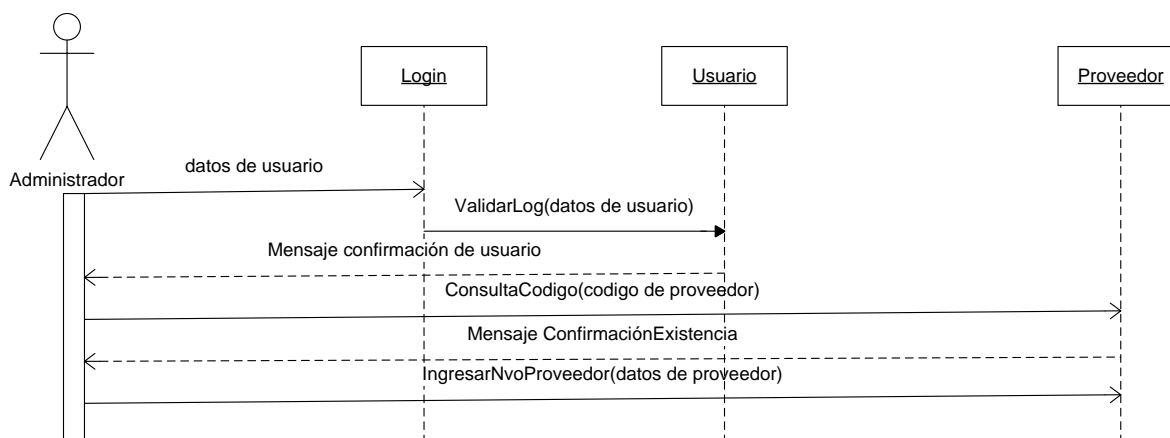 Login
Usuario
Proveedor
Administrador
datos de usuario
ValidarLog(datos de usuario)
Mensaje confirmación de usuario
ConsultaCodigo(codigo de proveedor)
Mensaje ConfirmaciónExistencia
IngresarNvoProveedor(datos de proveedor)